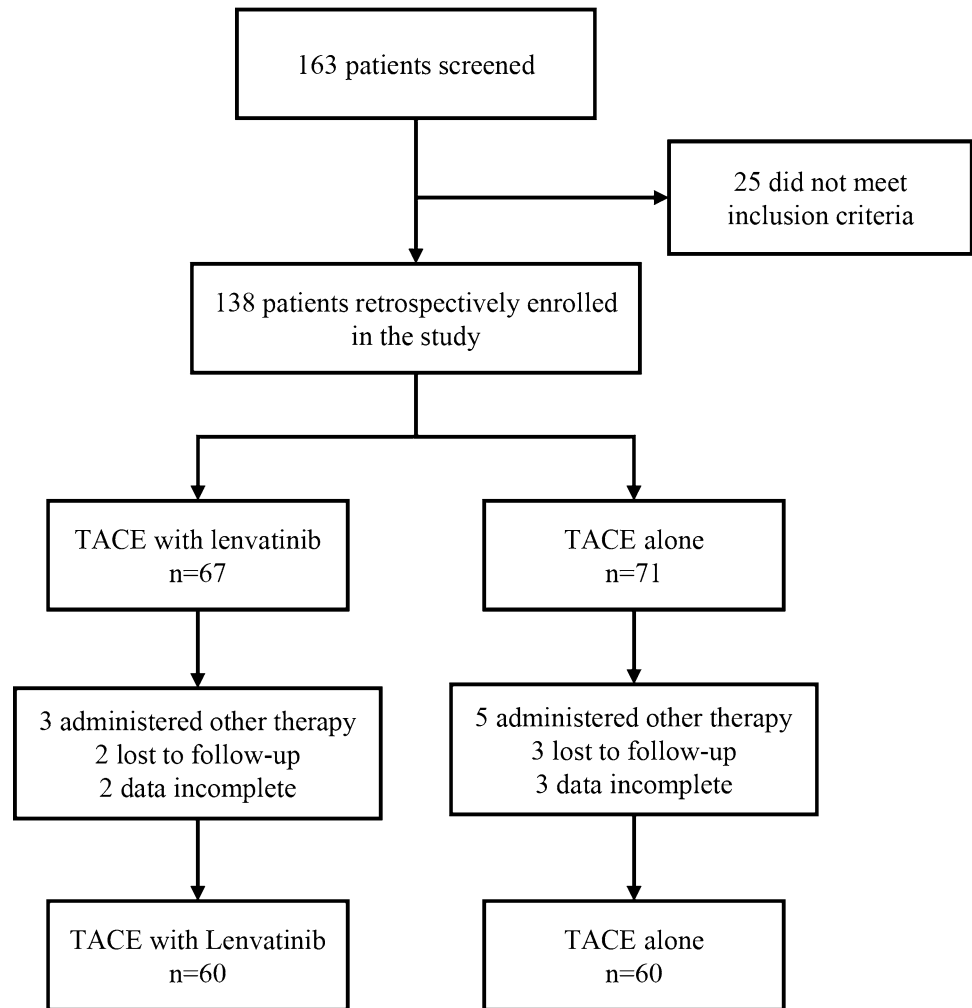 163 patients screened
25 did not meet
inclusion criteria
138 patients retrospectively enrolled
in the study
TACE with lenvatinib
n=67
TACE alone
n=71
3 administered other therapy
2 lost to follow-up
2 data incomplete
5 administered other therapy
3 lost to follow-up
3 data incomplete
TACE with Lenvatinib
n=60
TACE alone
n=60